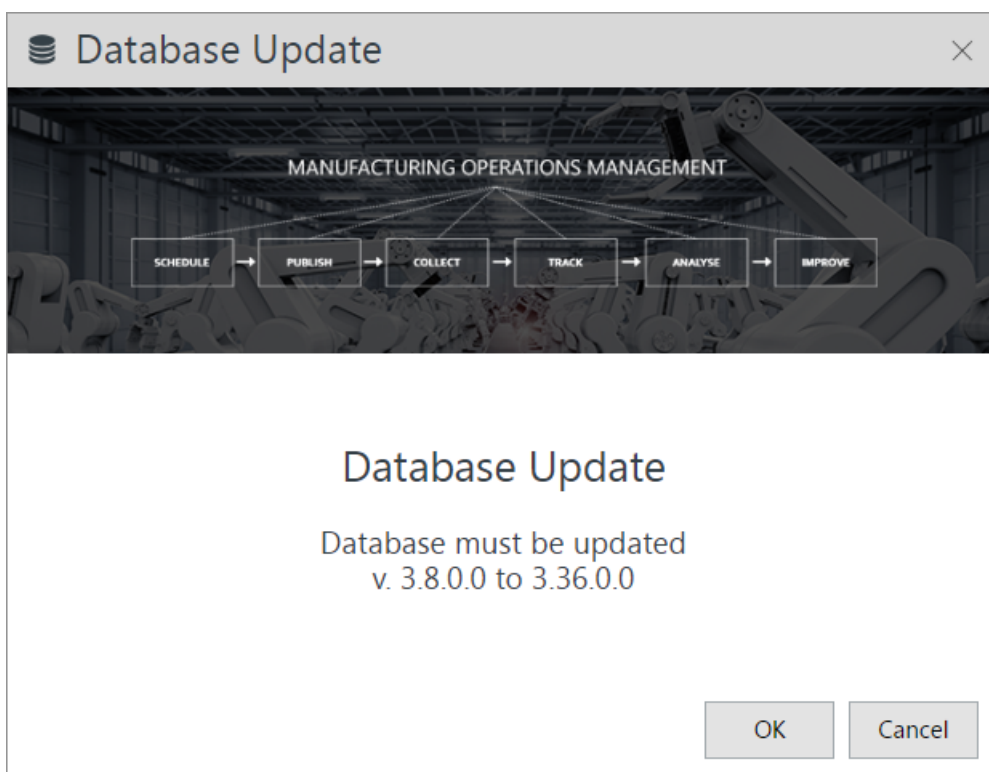 Database Update
MANUFACTURING OPERATIONS MANAGEMENT
SCHEDULE → PUBLISH → COLLECT → TRACK → ANALYSE → IMPROVE
Database Update
Database must be updated
v. 3.8.0.0 to 3.36.0.0
OK Cancel